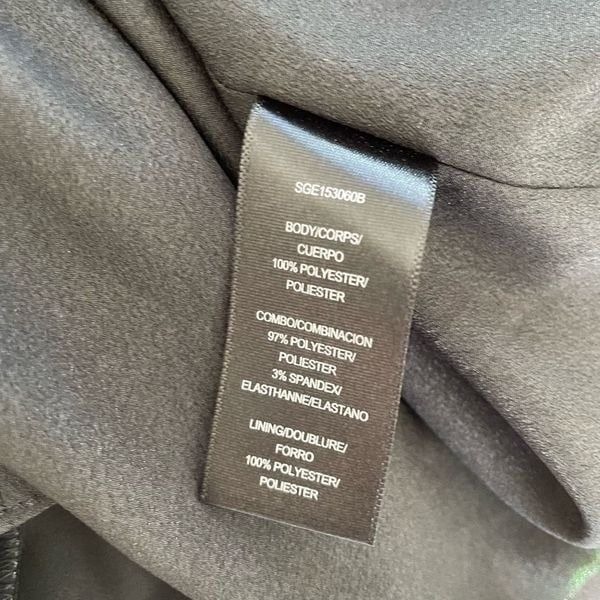 SGE153060B
BODY/CORPS/
CUERPO
100% POLYESTER/
POLIESTER
COMBO/COMBINACION
97% POLYESTER/
POLIESTER
3% SPANDEX/
ELASTHANNE/ELASTANO
LINING/DOUBLURE/
FORRO
100% POLYESTER/
POLIESTER